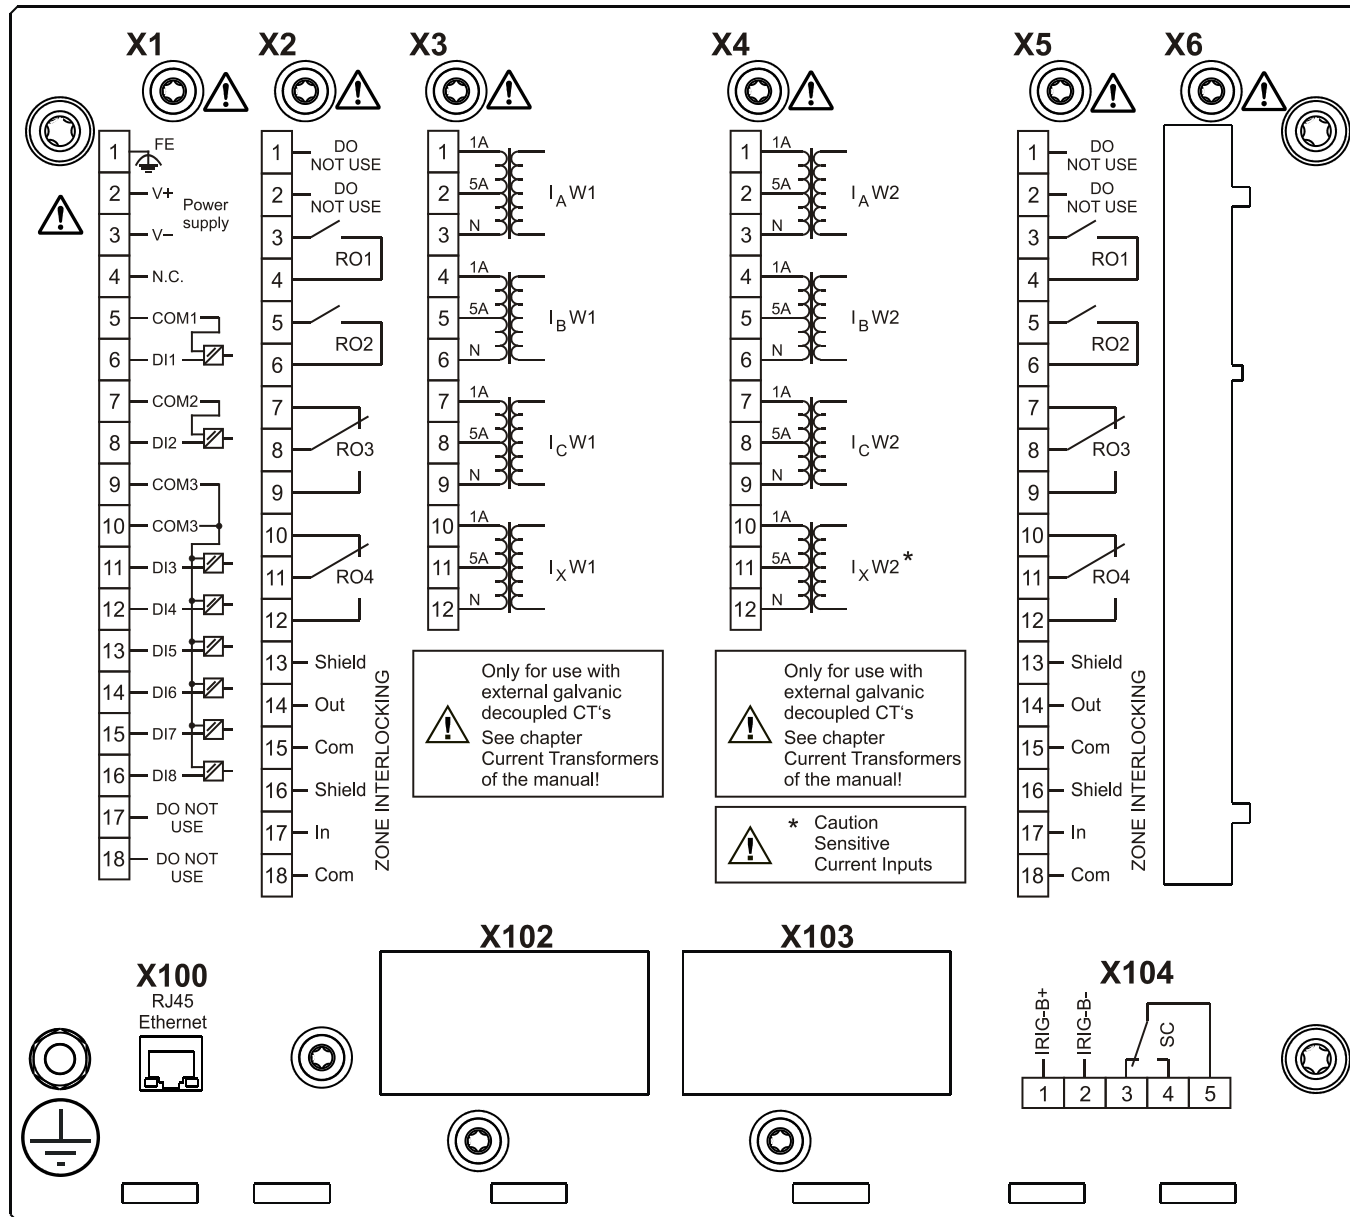 X1
X2
X3
X4
X5
X6
1 FE
2 V+
3 V–
Power
supply
4 N.C.
5 COM1
6 DI1
7 COM2
8 DI2
9 COM3
10 COM3
11 DI3
12 DI4
13 DI5
14 DI6
15 DI7
16 DI8
17 DO NOT
USE
18 DO NOT
USE
1 DO
NOT USE
2 DO
NOT USE
3
RO1
4
5
RO2
6
7
8 RO3
9
10
11 RO4
12
13 Shield
14 Out
15 Com
16 Shield
17 In
18 Com
ZONE INTERLOCKING
1 1A
2 5A IA W1
3 N
4 1A
5 5A IB W1
6 N
7 1A
8 5A IC W1
9 N
10 1A
11 5A IX W1
12 N
Only for use with
external galvanic
decoupled CT‘s
See chapter
Current Transformers
of the manual!
1 1A
2 5A IA W2
3 N
4 1A
5 5A IB W2
6 N
7 1A
8 5A IC W2
9 N
10 1A
11 5A IX W2 *
12 N
Only for use with
external galvanic
decoupled CT‘s
See chapter
Current Transformers
of the manual!
* Caution
Sensitive
Current Inputs
1 DO
NOT USE
2 DO
NOT USE
3
RO1
4
5
RO2
6
7
8 RO3
9
10
11 RO4
12
13 Shield
14 Out
15 Com
16 Shield
17 In
18 Com
ZONE INTERLOCKING
X100
RJ45
Ethernet
X102
X103
X104
IRIG-B+
IRIG-B-
SC
1 2 3 4 5